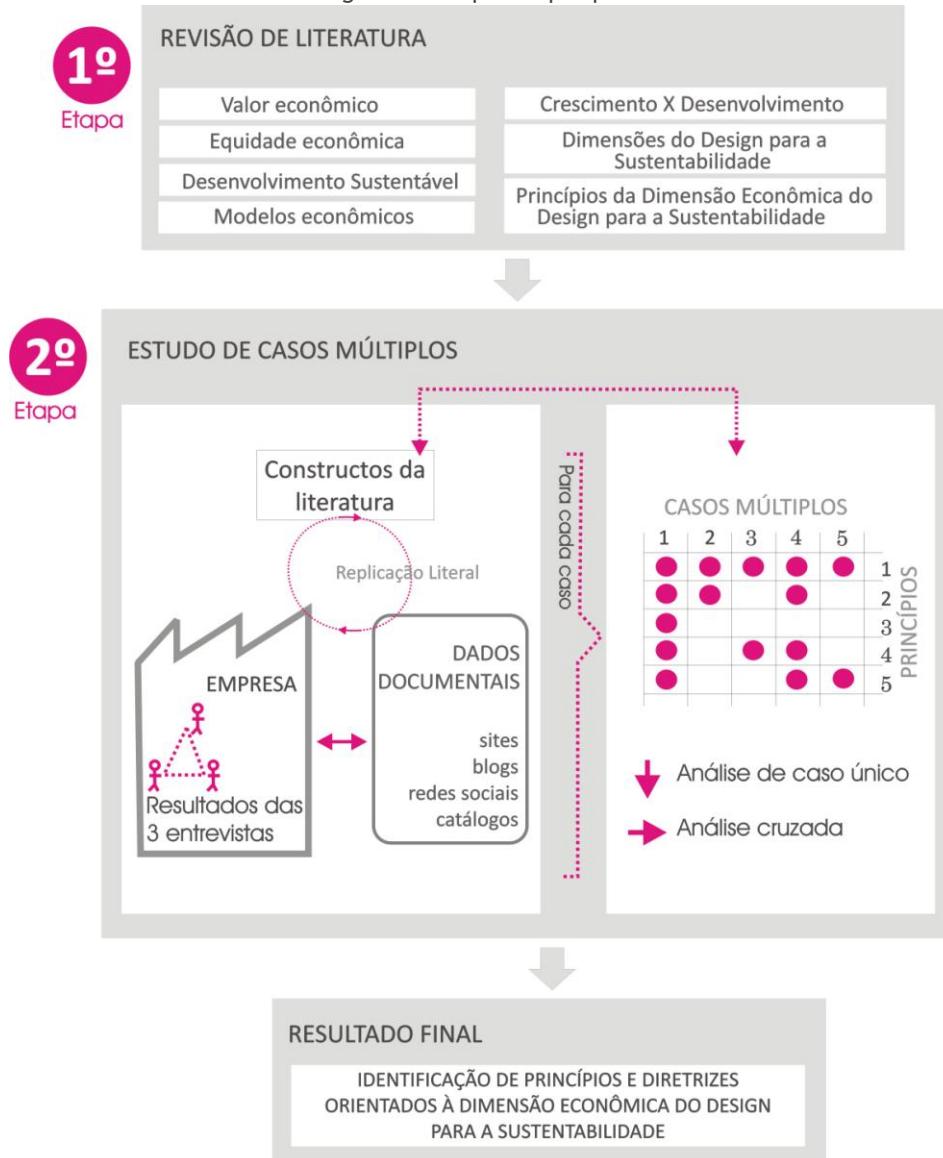 REVISÃO DE LITERATURA
1º
Etapa
Valor econômico
Equidade econômica
Desenvolvimento Sustentável
Modelos econômicos
Crescimento X Desenvolvimento
Dimensões do Design para a
Sustentabilidade
Princípios da Dimensão Econômica do
Design para a Sustentabilidade
2º
Etapa
ESTUDO DE CASOS MÚLTIPLOS
Constructos da
literatura
Replicação Literal
EMPRESA
Resultados das
3 entrevistas
DADOS
DOCUMENTAIS
sites
blogs
redes sociais
catálogos
Para cada caso
CASOS MÚLTIPLOS
1 2 3 4 5
1
2
3
4
5
PRINCÍPIOS
Análise de caso único
Análise cruzada
RESULTADO FINAL
IDENTIFICAÇÃO DE PRINCÍPIOS E DIRETRIZES
ORIENTADOS À DIMENSÃO ECONÔMICA DO DESIGN
PARA A SUSTENTABILIDADE